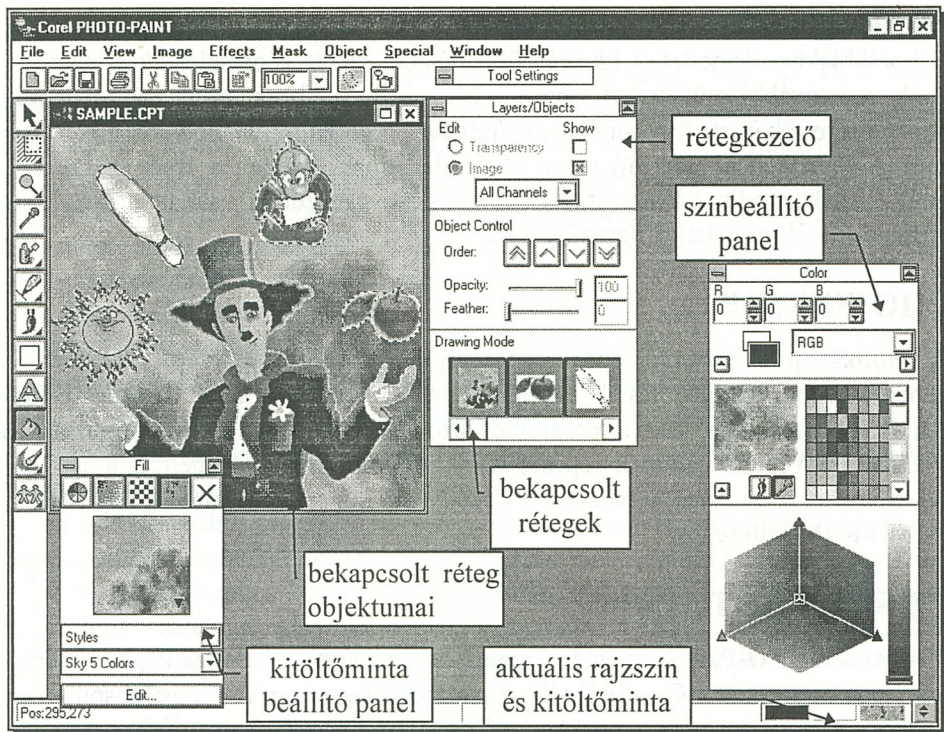 Corel PHOTO-PAINT
File Edit View Image Effects Mask Object Special Window Help
100%
Tool Settings
SAMPLE.CPT
Layers/Objects
Edit Show
Transparency
Image
All Channels
rétegkezelő
színbeállító
panel
Object Control
Order:
Opacity: 100
Feather: 0
Drawing Mode
Color
R G B
0 0 0
RGB
Fill
bekapcsolt
rétegek
bekapcsolt réteg
objektumai
Styles
Sky 5 Colors
Edit...
kitöltőminta
beállító panel
aktuális rajzszín
és kitöltőminta
Pos:295,273